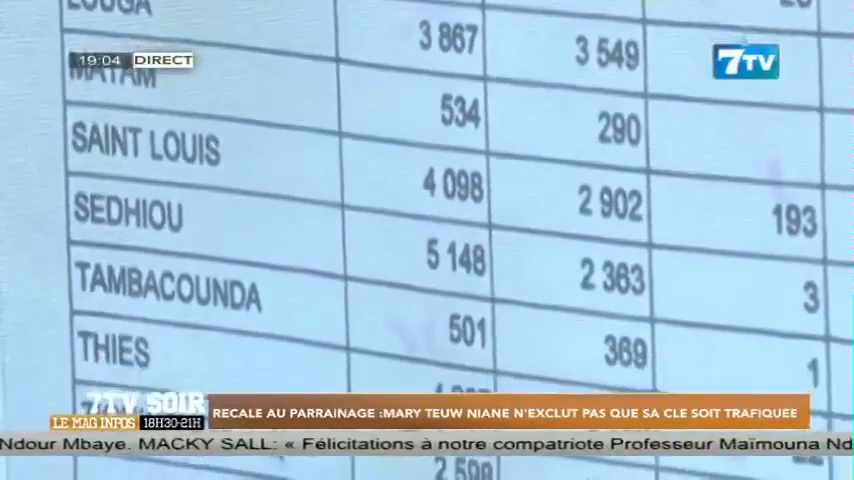 LOUGA 3 867 3 549
MATAM 534 290
SAINT LOUIS 4 098 2 902 193
SEDHIOU 5 148 2 363 3
TAMBACOUNDA 501 369 1
THIES
2 599
19:04 DIRECT
7TV
7TV SOIR
LE MAG INFOS 18H30-21H
RECALE AU PARRAINAGE :MARY TEUW NIANE N'EXCLUT PAS QUE SA CLE SOIT TRAFIQUEE
Ndour Mbaye. MACKY SALL: « Félicitations à notre compatriote Professeur Maïmouna Nd